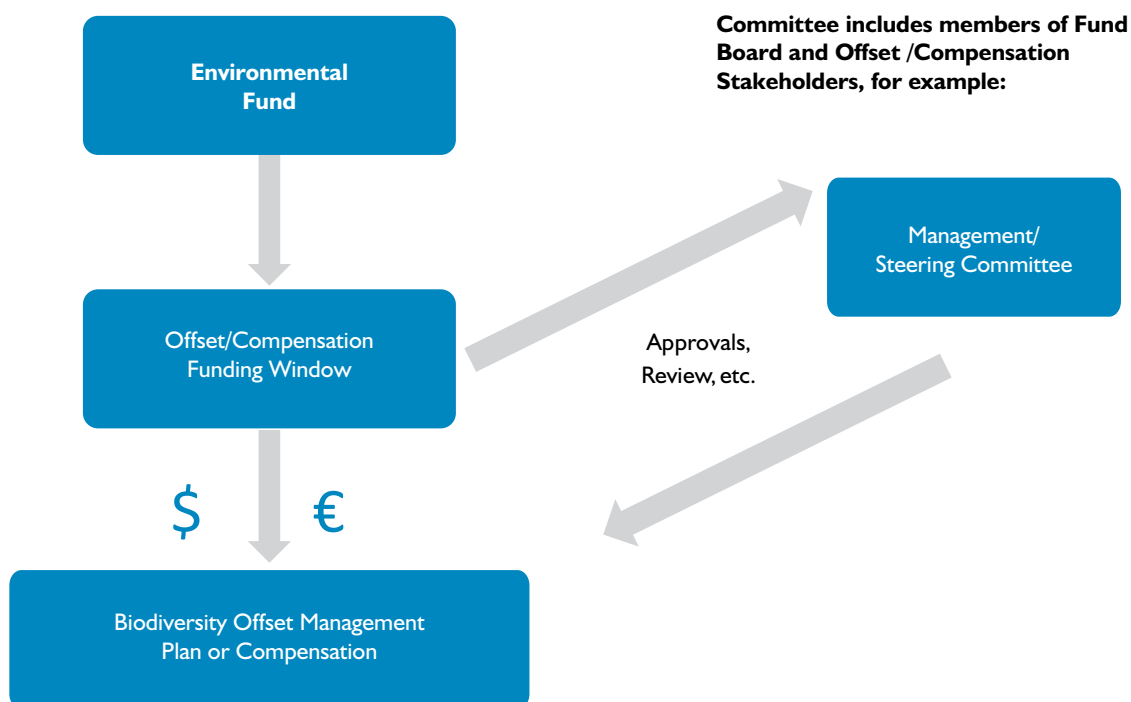 Environmental
Fund
Committee includes members of Fund
Board and Offset /Compensation
Stakeholders, for example:
Management/
Steering Committee
Offset/Compensation
Funding Window
Approvals,
Review, etc.
$ €
Biodiversity Offset Management
Plan or Compensation